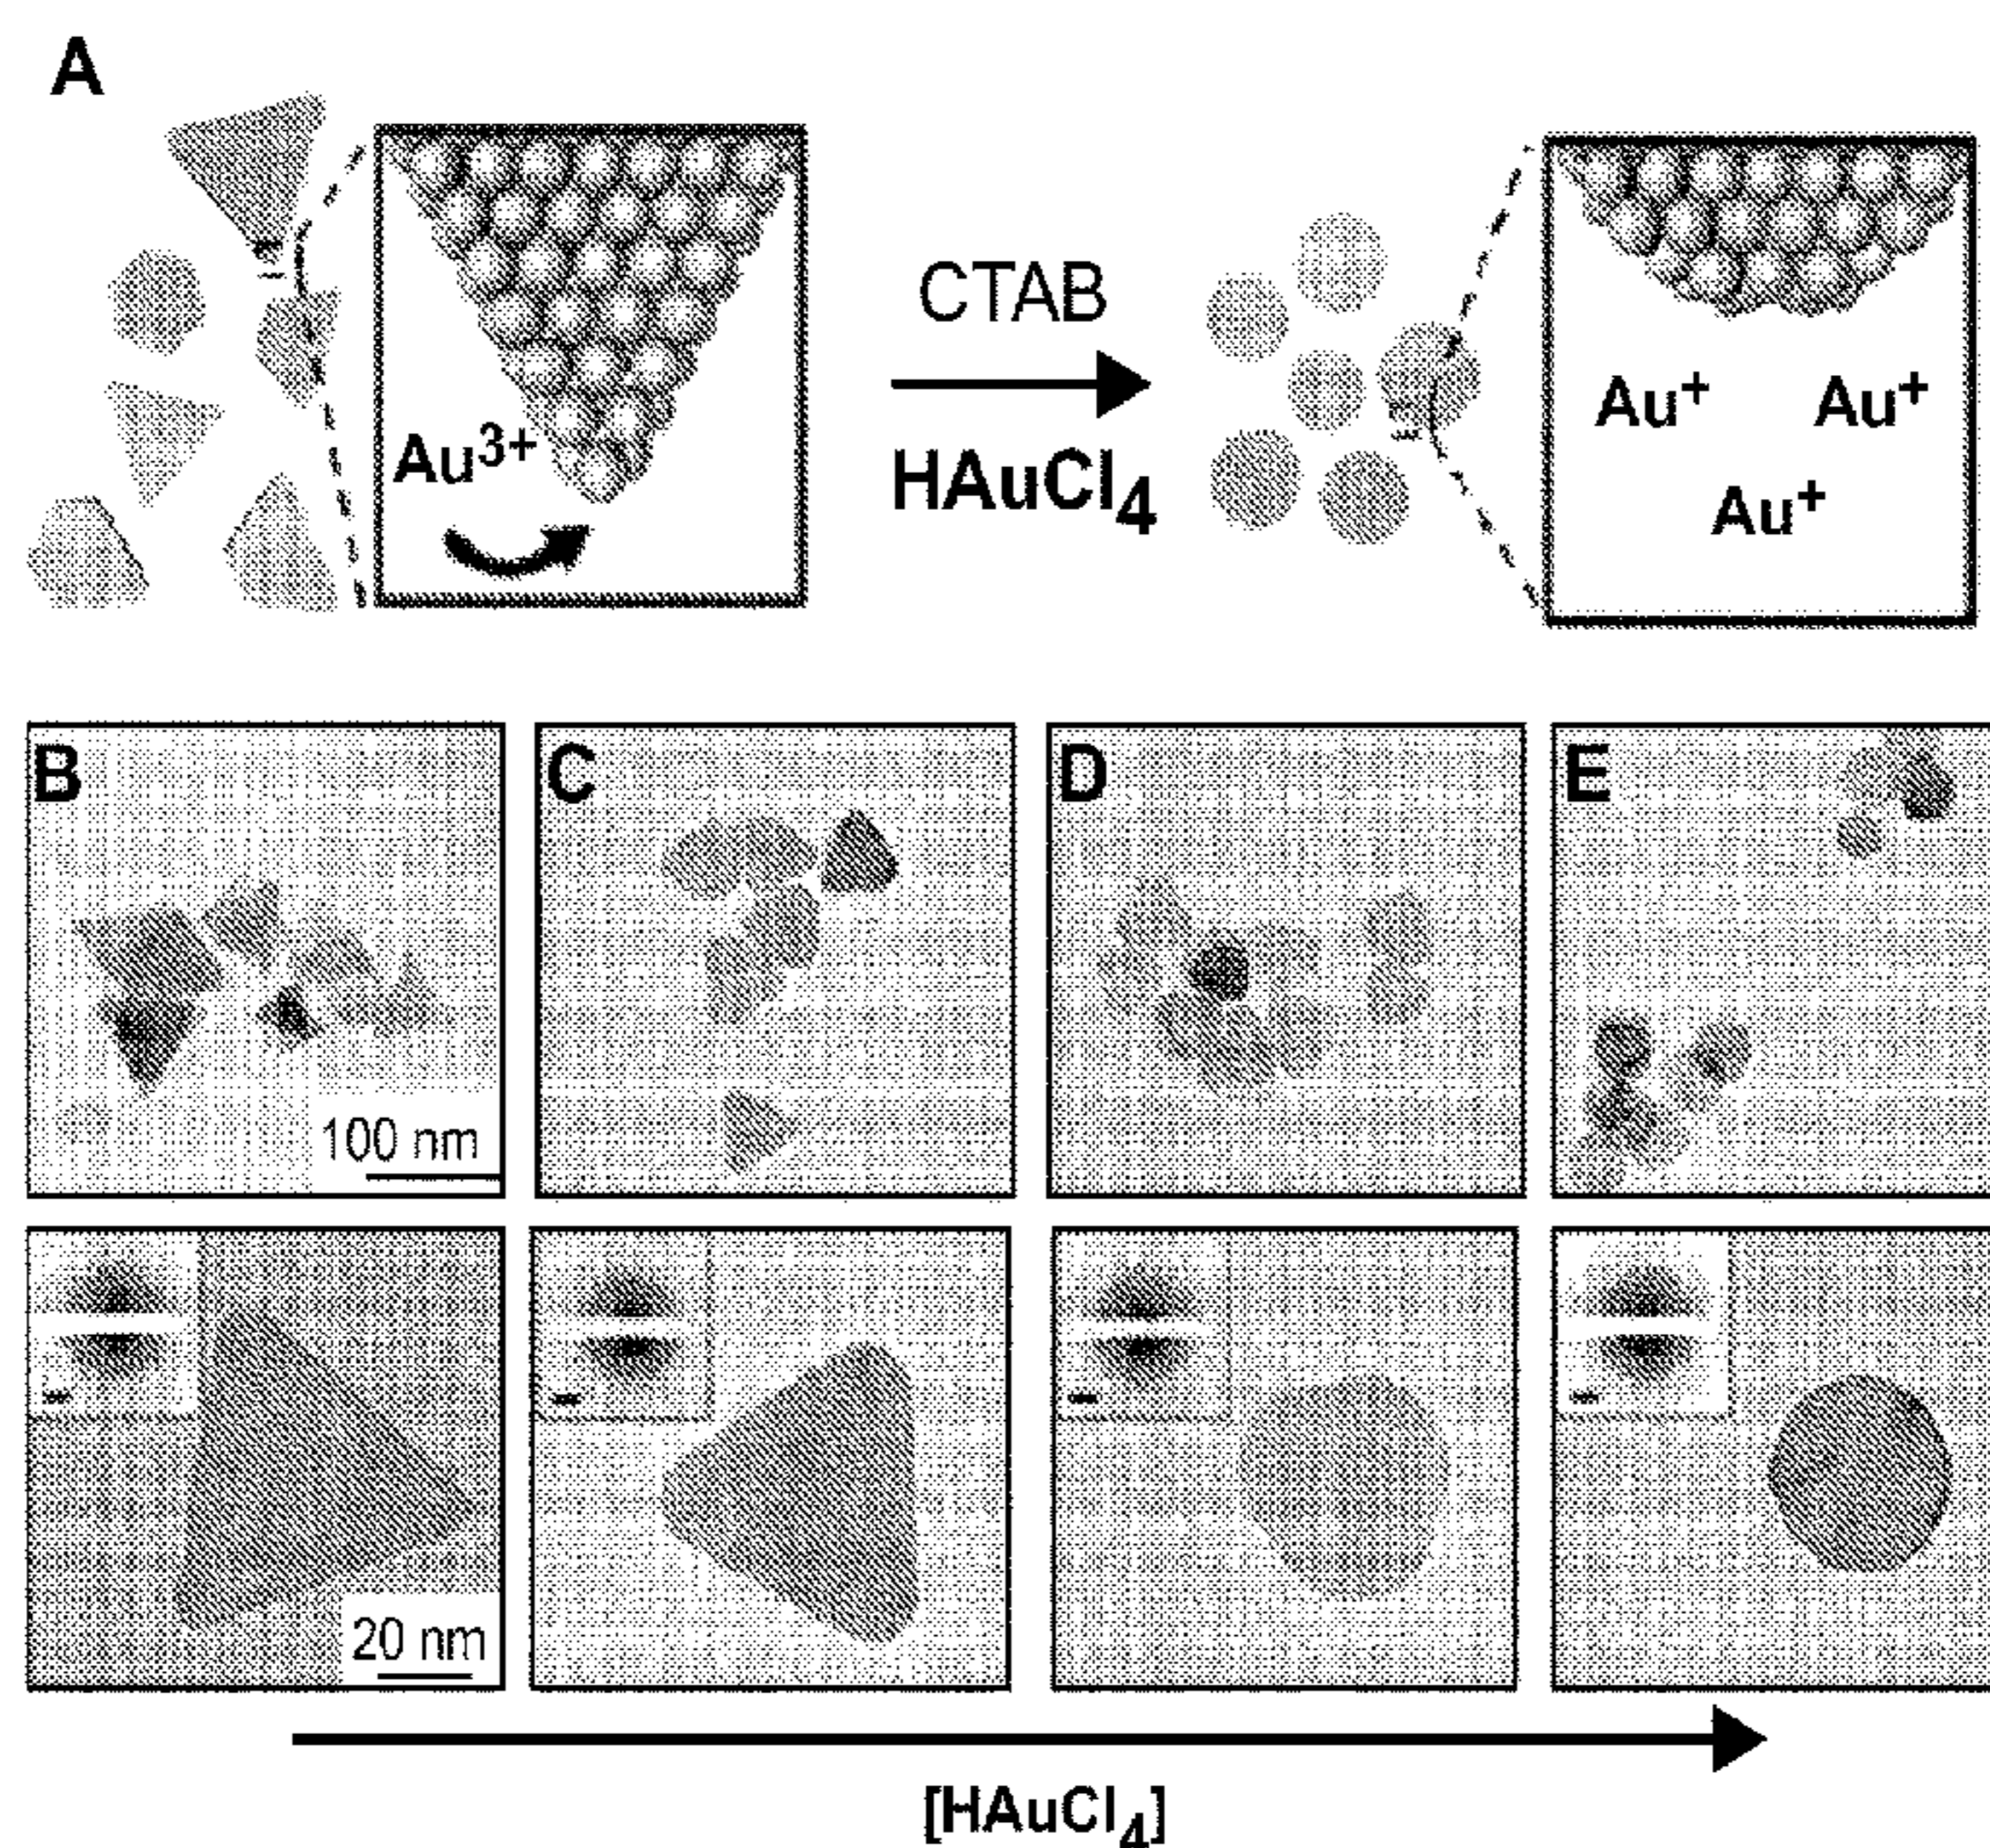 A
Au³⁺
CTAB
HAuCl₄
Au⁺ Au⁺
Au⁺
B C D E
100 nm
20 nm
[HAuCl₄]